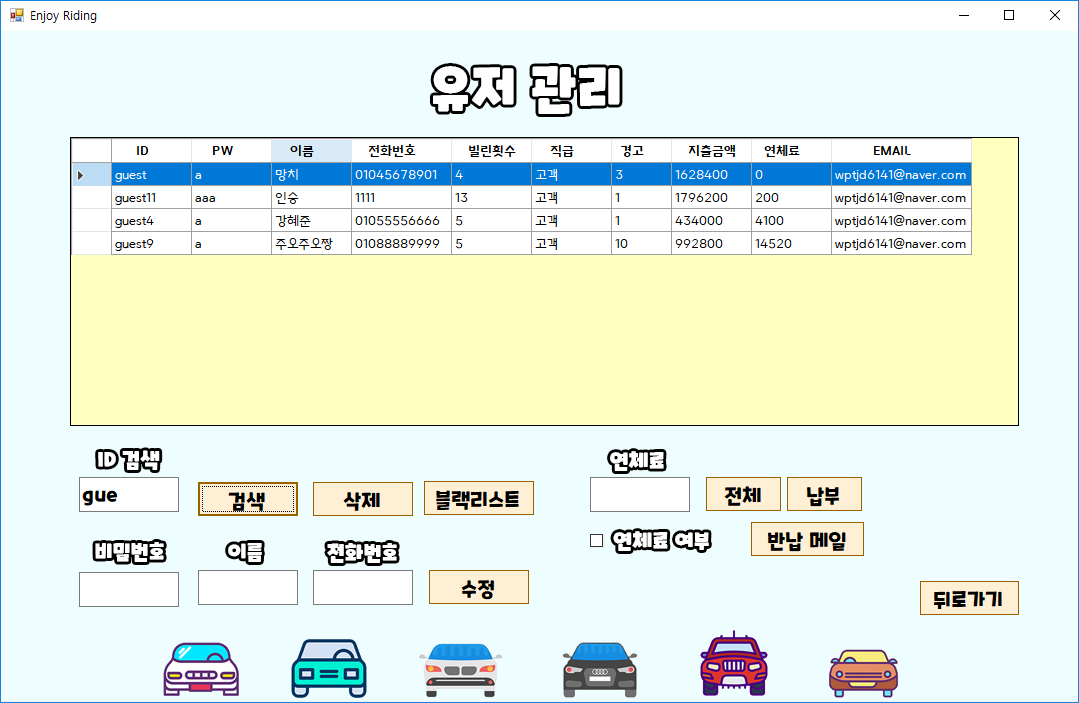 Enjoy Riding
유저 관리
ID PW 이름 전화번호 빌린횟수 직급 경고 지출금액 연체료 EMAIL
guest a 망치 01045678901 4 고객 3 1628400 0 wptjd6141@naver.com
guest11 aaa 인승 1111 13 고객 1 1796200 200 wptjd6141@naver.com
guest4 a 강혜준 01055556666 5 고객 1 434000 4100 wptjd6141@naver.com
guest9 a 주오주오짱 01088889999 5 고객 10 992800 14520 wptjd6141@naver.com
ID 검색 연체료
gue 검색 삭제 블랙리스트 전체 납부
비밀번호 이름 전화번호 연체료 여부 반납 메일
수정
뒤로가기